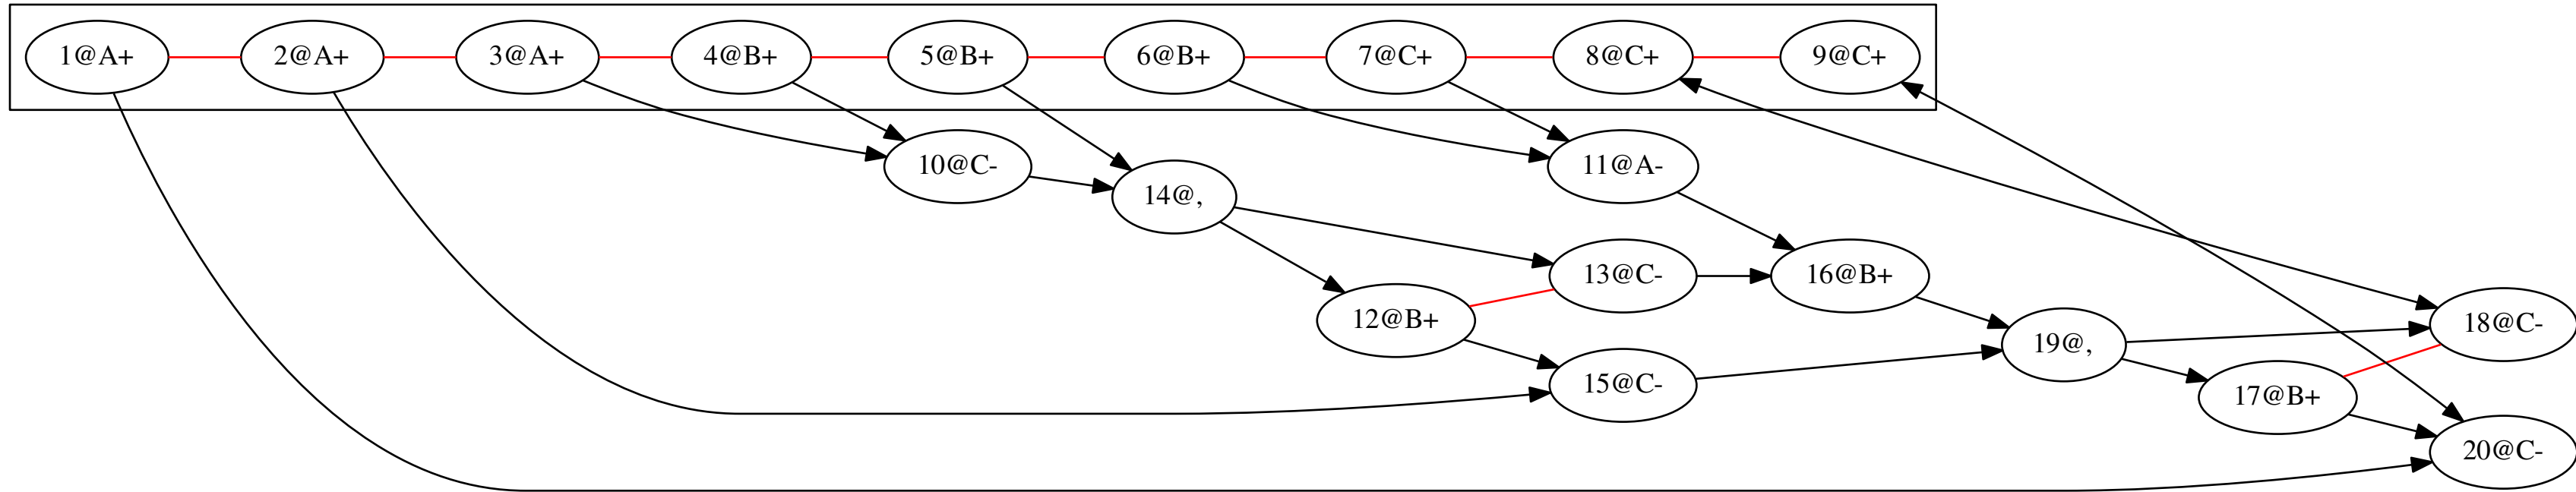 1@A+ 2@A+ 3@A+ 4@B+ 5@B+ 6@B+ 7@C+ 8@C+ 9@C+
10@C- 11@A-
14@,
13@C- 16@B+
12@B+ 18@C-
19@,
15@C- 17@B+
20@C-